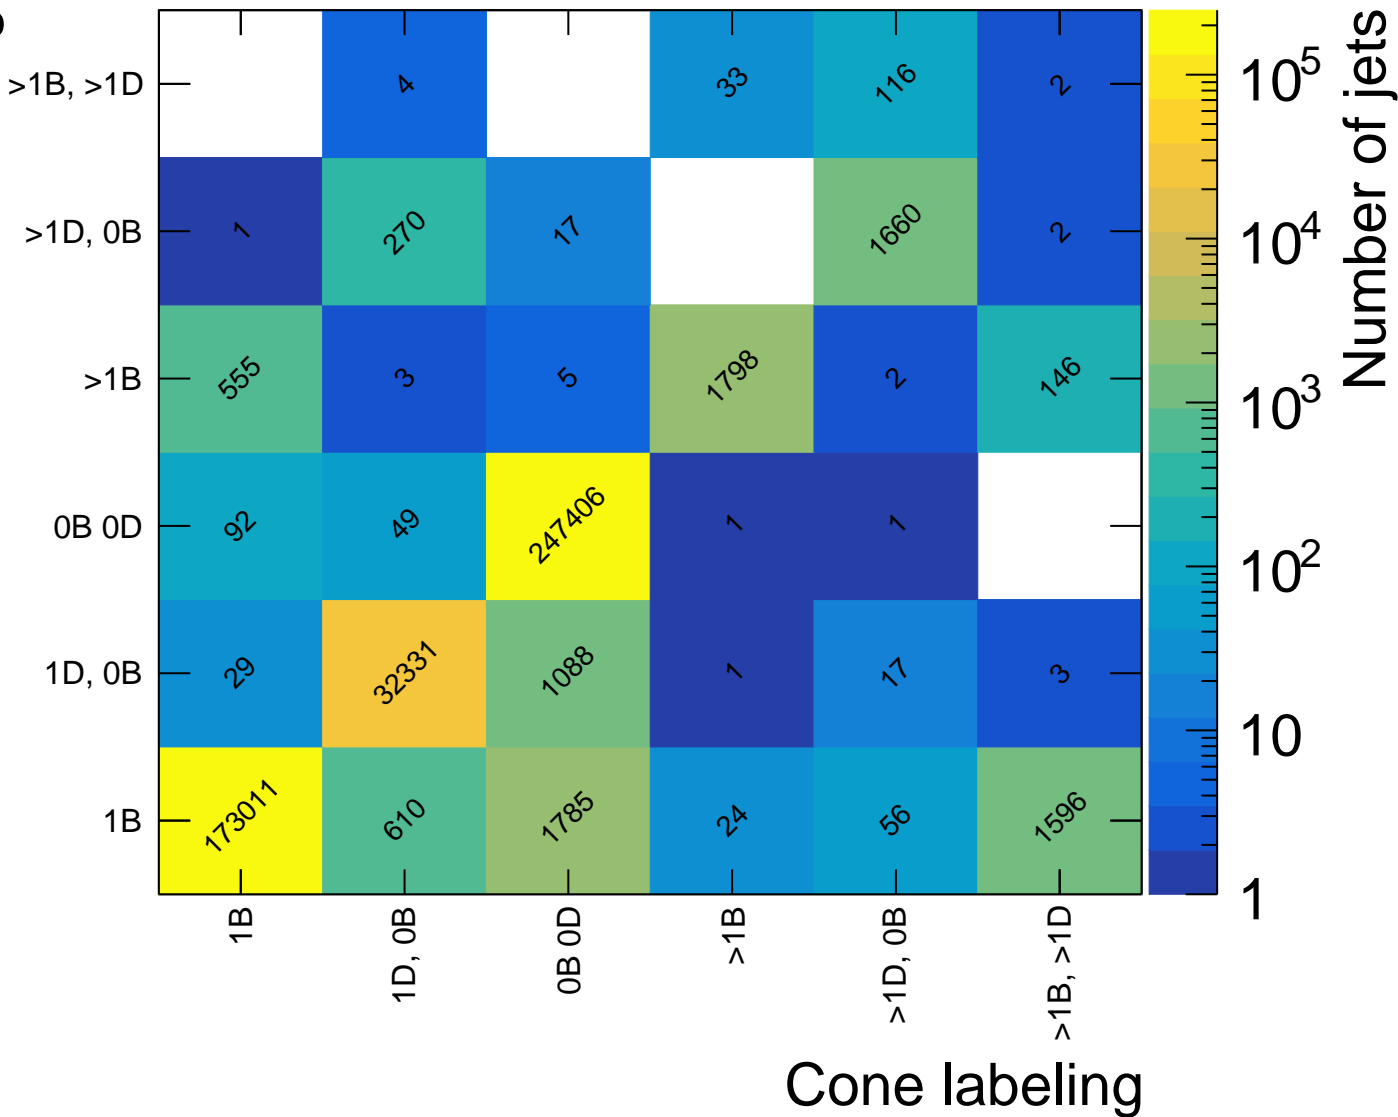 >1B, >1D 4 33 116 2
>1D, 0B 1 270 17 1660 2
>1B 555 3 5 1798 2 146
0B 0D 92 49 247406 1 1
1D, 0B 29 32331 1088 1 17 3
1B 173011 610 1785 24 56 1596
1B 1D, 0B 0B 0D >1B >1D, 0B >1B, >1D
Cone labeling
10^5
10^4
10^3
10^2
10
1
Number of jets